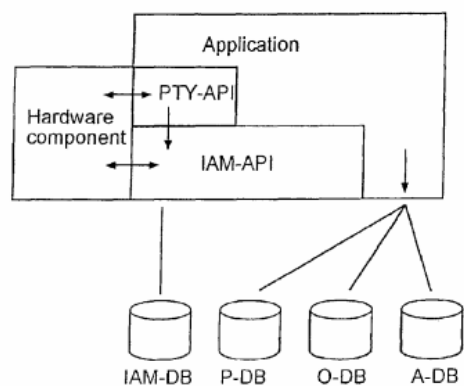 Application
PTY-API
Hardware
component
IAM-API
IAM-DB
P-DB
O-DB
A-DB